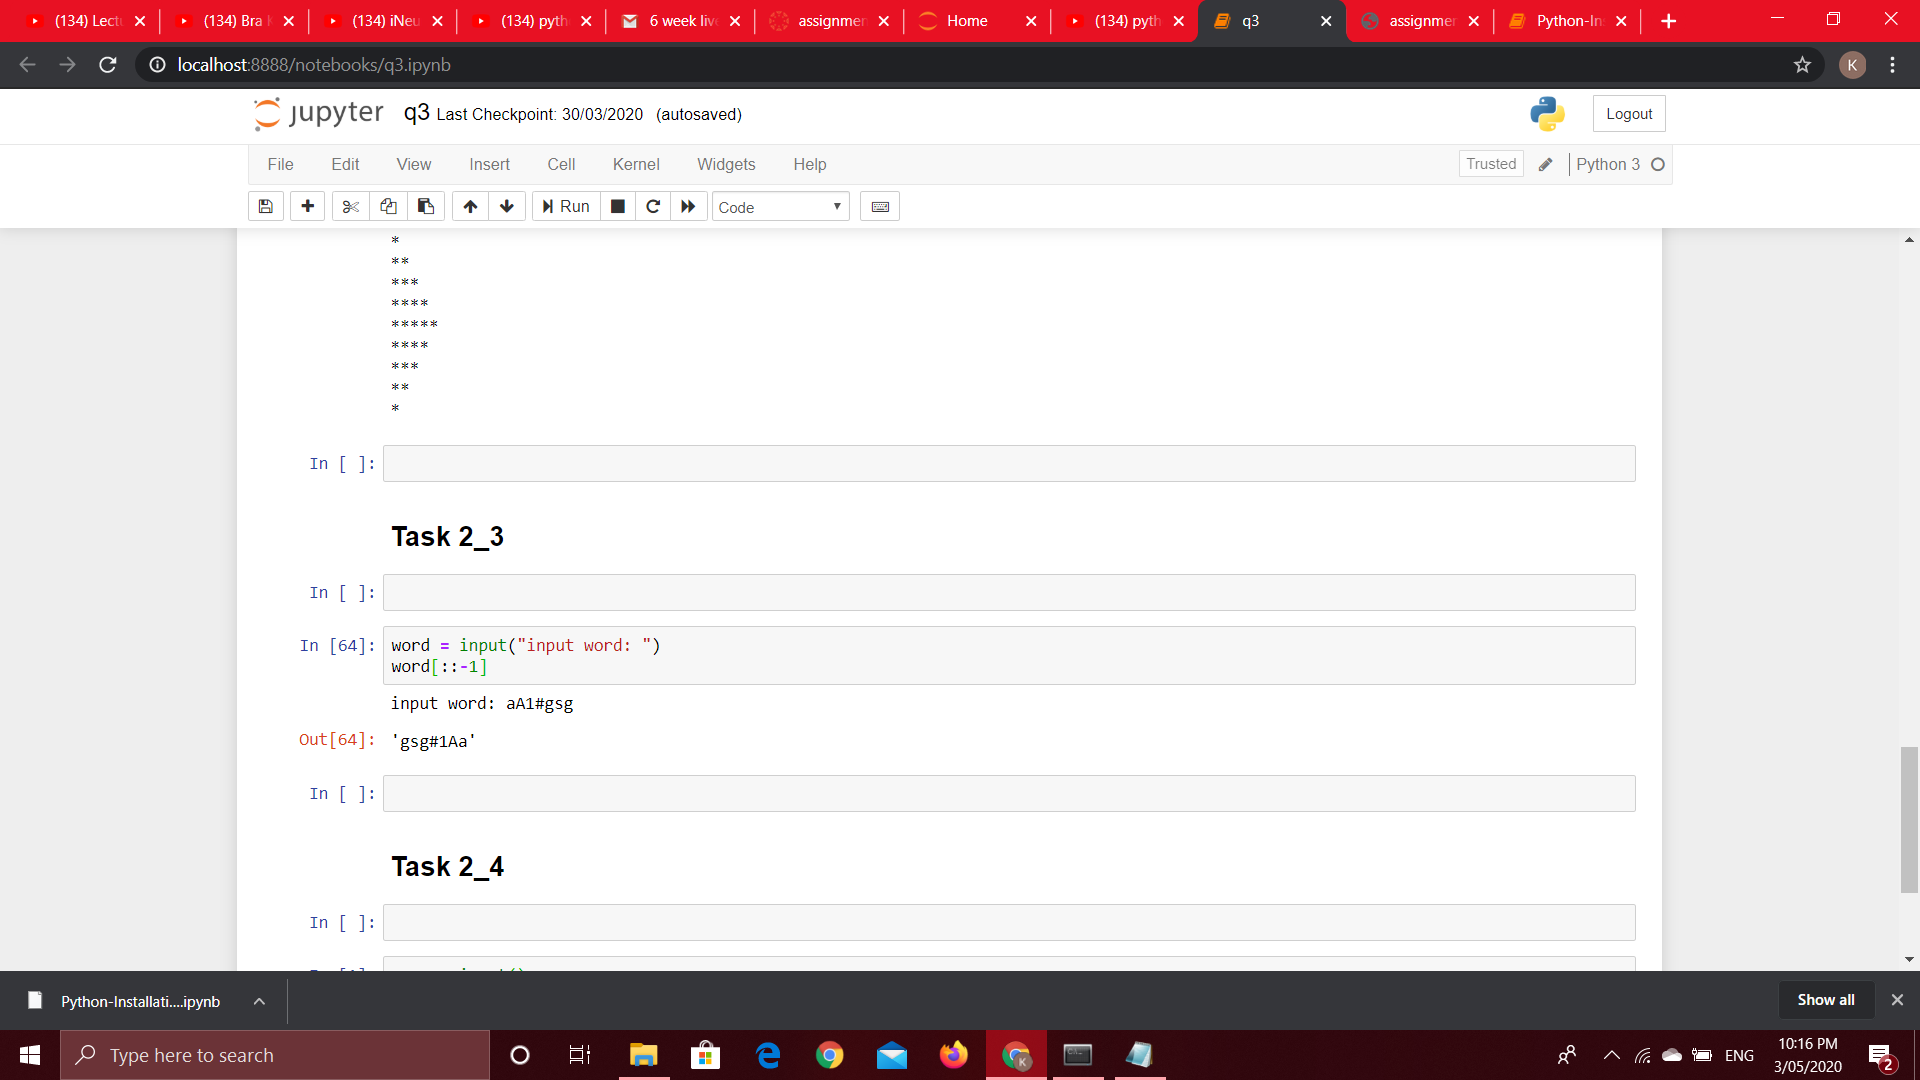 (134) Lectu
(134) Bra
(134) iNeu
(134) pyth
6 week live
assignmen
Home
(134) pyth
q3
assignmen
Python-In
localhost:8888/notebooks/q3.ipynb
K
jupyter q3 Last Checkpoint: 30/03/2020 (autosaved)
Logout
File Edit View Insert Cell Kernel Widgets Help
Trusted
Python 3
Run
Code
*
**
***
****
*****
****
***
**
*
In [ ]:
Task 2_3
In [ ]:
In [64]: word = input("input word: ")
word[::-1]
input word: aA1#gsg
Out[64]: 'gsg#1Aa'
In [ ]:
Task 2_4
In [ ]:
Python-Installati....ipynb
Show all
Type here to search
ENG
10:16 PM
3/05/2020
2